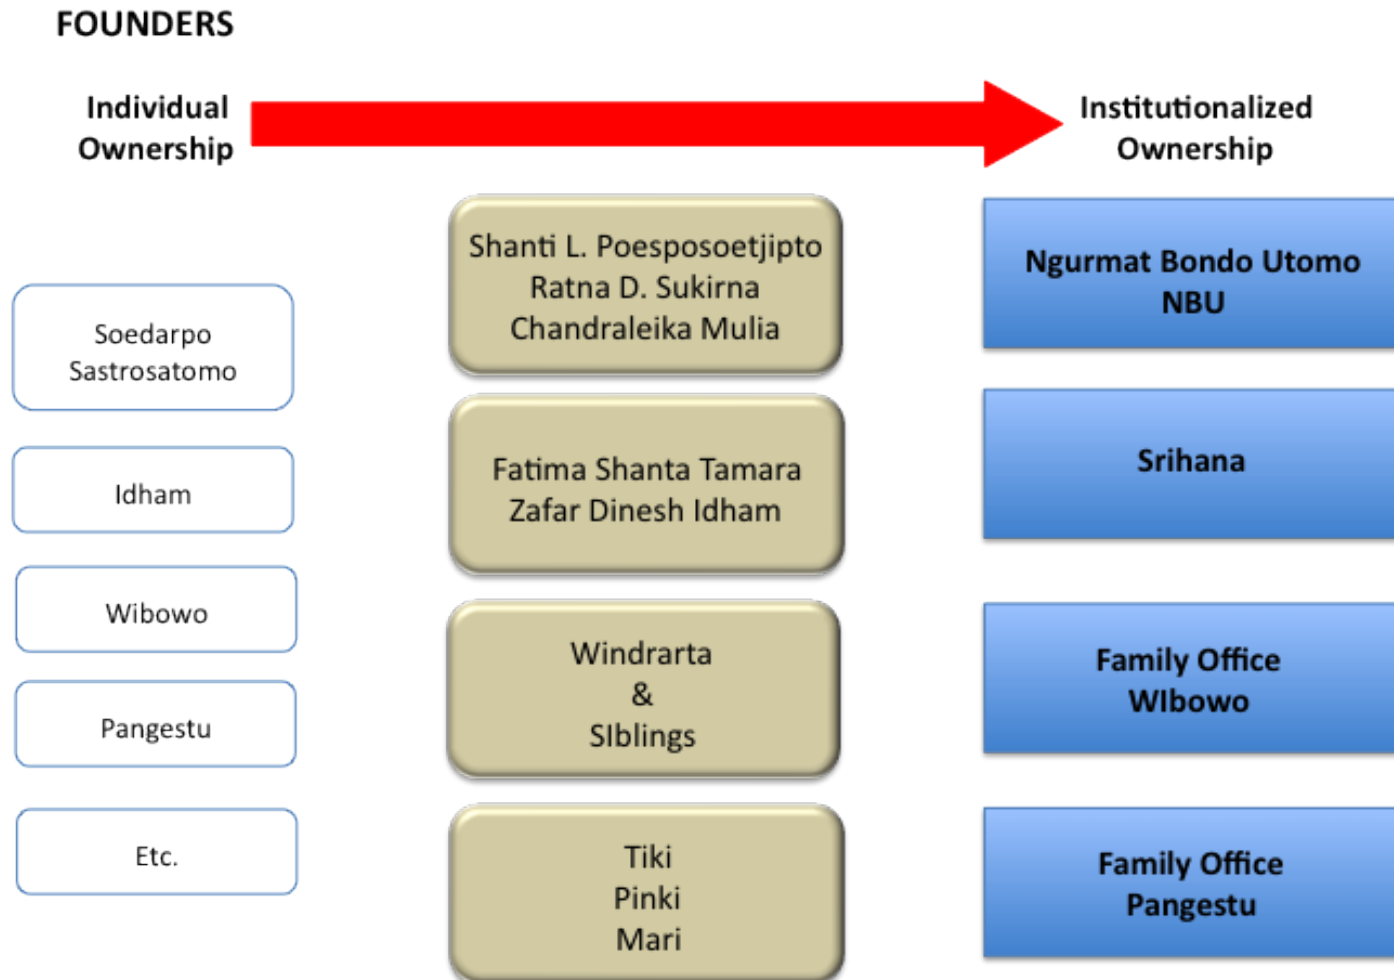 FOUNDERS
Individual
Ownership
Institutionalized
Ownership
Soedarpo
Sastrosatomo
Idham
Wibowo
Pangestu
Etc.
Shanti L. Poesposoetjipto
Ratna D. Sukirna
Chandraleika Mulia
Fatima Shanta Tamara
Zafar Dinesh Idham
Windrarta
&
SIblings
Tiki
Pinki
Mari
Ngurmat Bondo Utomo
NBU
Srihana
Family Office
WIbowo
Family Office
Pangestu